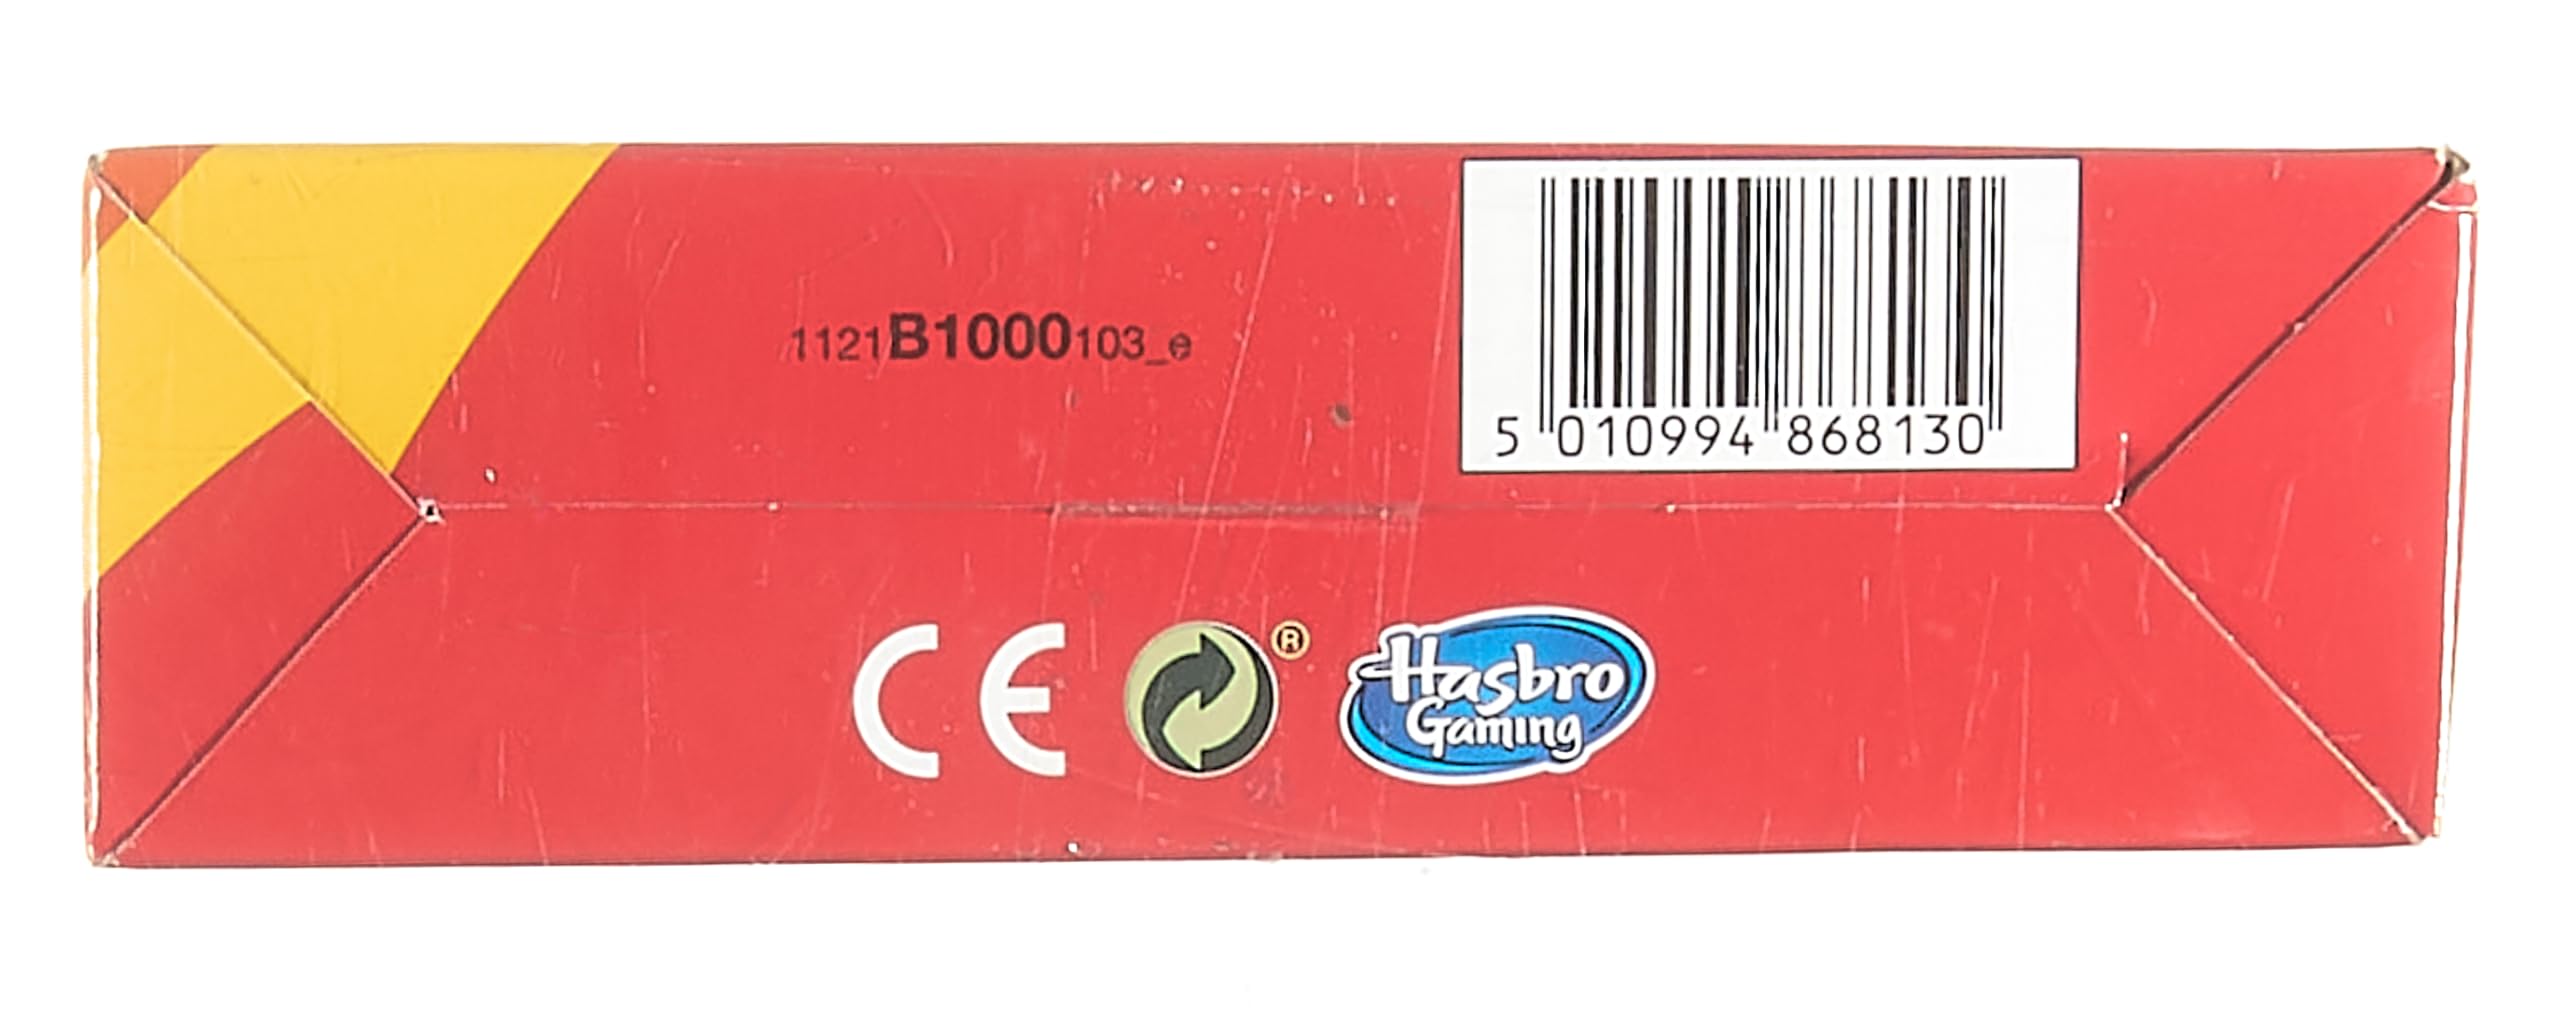 1121B1000103_e
5 010994 868130
CE
®
Hasbro
Gaming